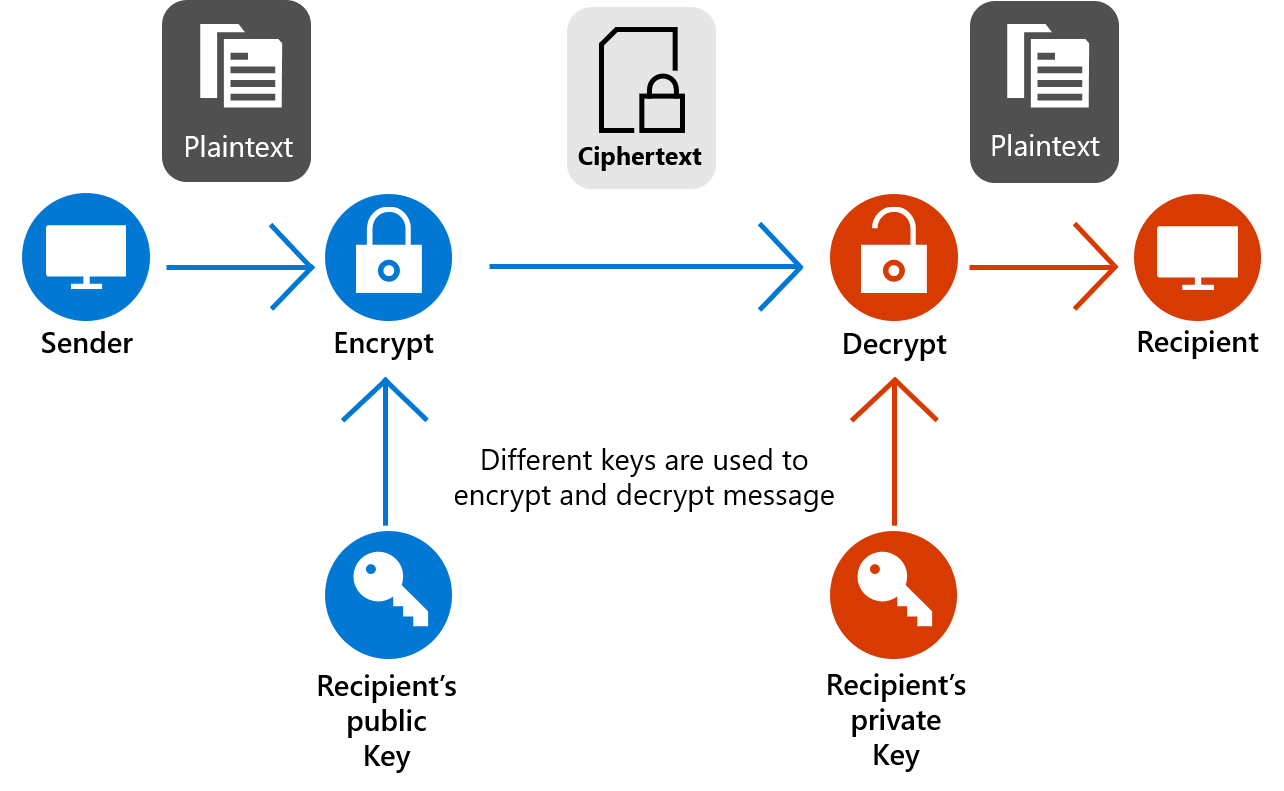 Plaintext
Ciphertext
Plaintext
Sender
Encrypt
Decrypt
Recipient
Different keys are used to
encrypt and decrypt message
Recipient’s
public
Key
Recipient’s
private
Key